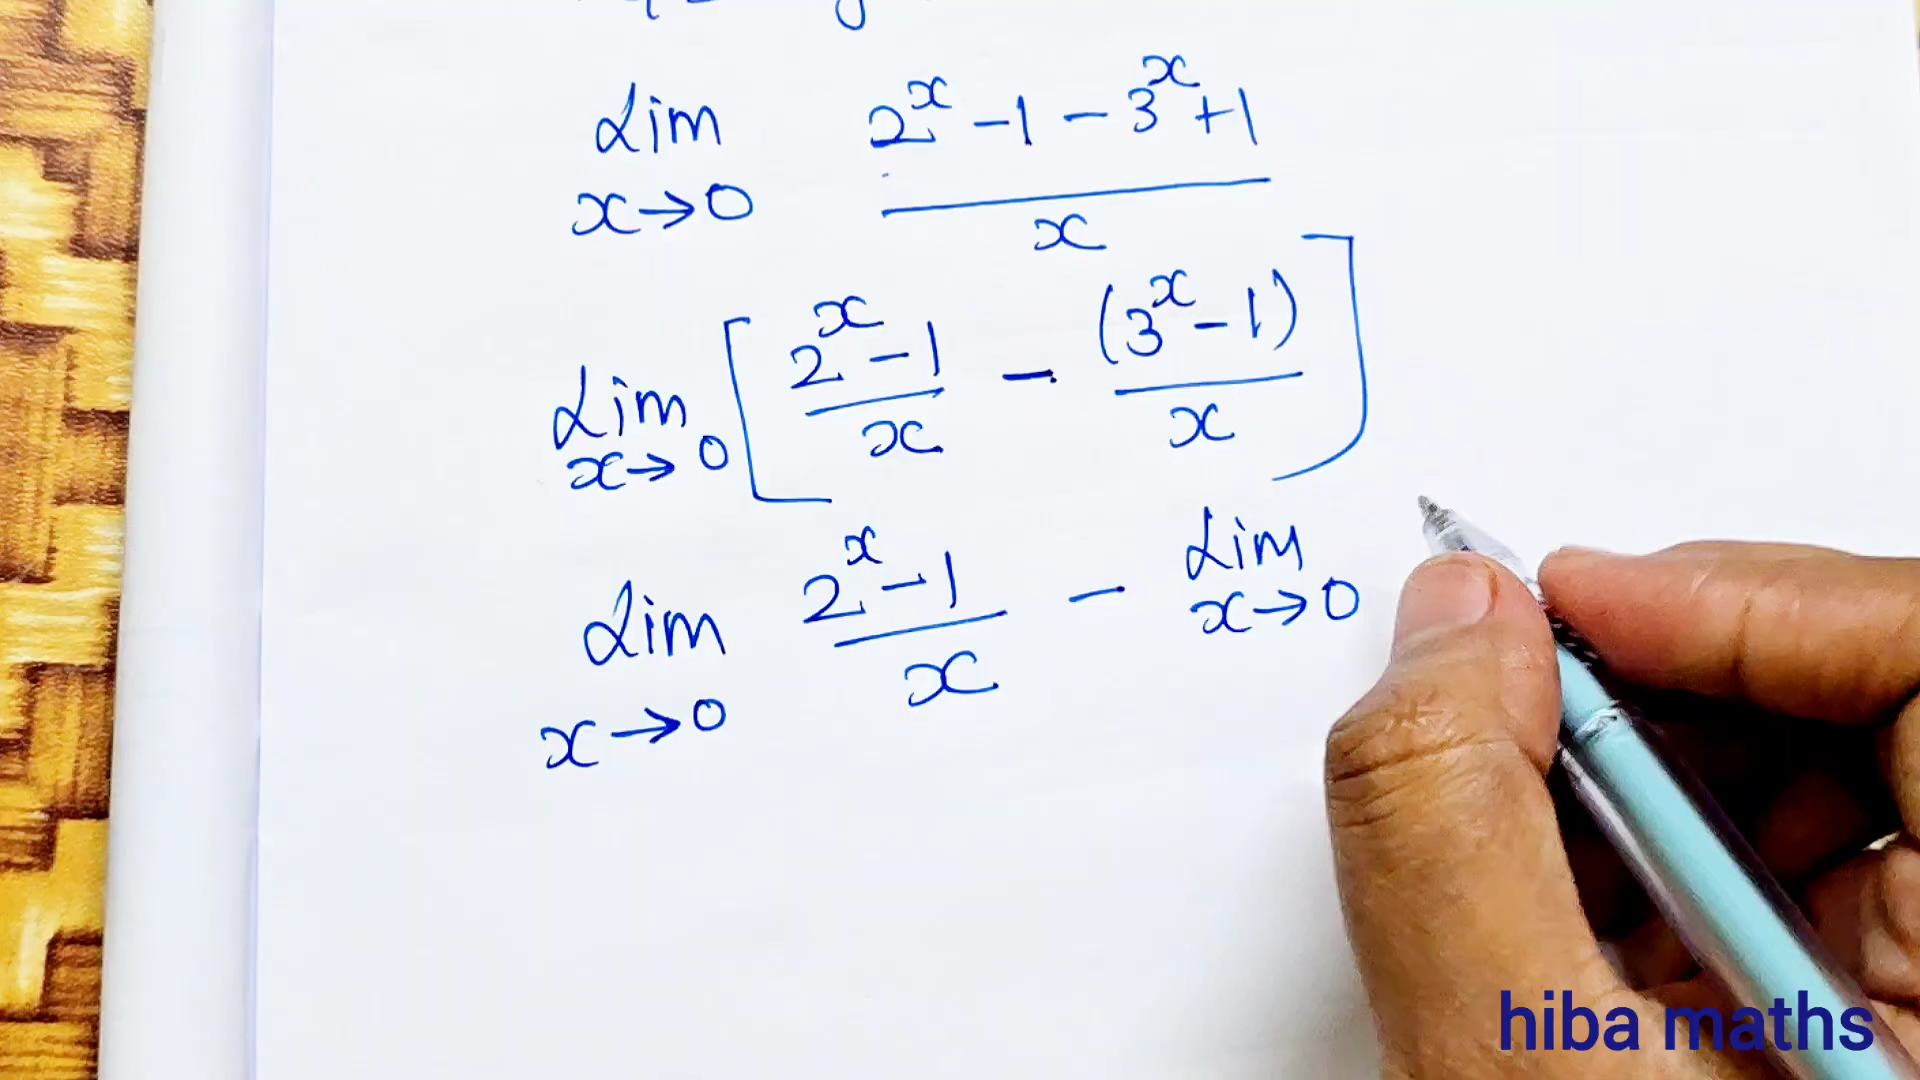 Lim 2^x - 1 - 3^x + 1
x→0 x
Lim x→0 [ 2^x - 1 / x - (3^x - 1) / x ]
Lim x→0 2^x - 1 / x - Lim x→0
hiba maths